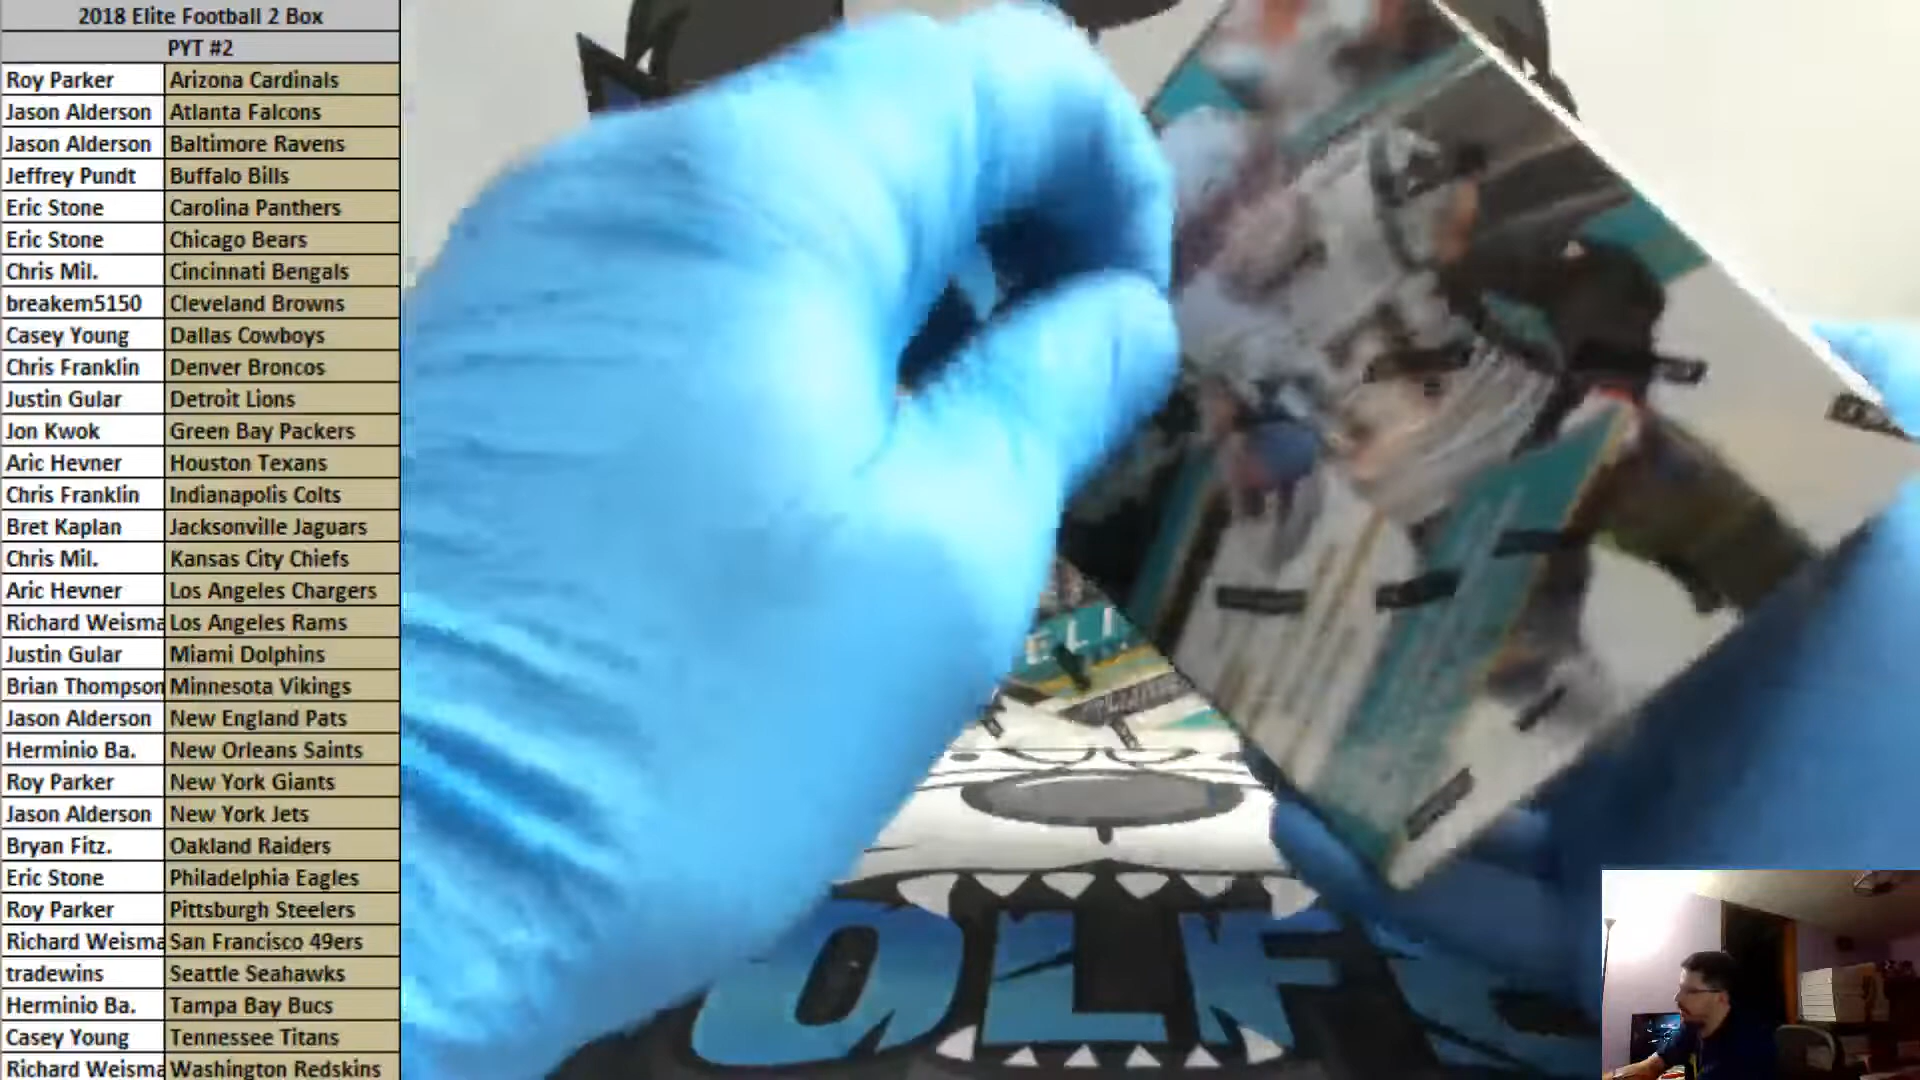 2018 Elite Football 2 Box
PYT #2
Roy Parker Arizona Cardinals
Jason Alderson Atlanta Falcons
Jason Alderson Baltimore Ravens
Jeffrey Pundt Buffalo Bills
Eric Stone Carolina Panthers
Eric Stone Chicago Bears
Chris Mil. Cincinnati Bengals
breakem5150 Cleveland Browns
Casey Young Dallas Cowboys
Chris Franklin Denver Broncos
Justin Gular Detroit Lions
Jon Kwok Green Bay Packers
Aric Hevner Houston Texans
Chris Franklin Indianapolis Colts
Bret Kaplan Jacksonville Jaguars
Chris Mil. Kansas City Chiefs
Aric Hevner Los Angeles Chargers
Richard Weisma Los Angeles Rams
Justin Gular Miami Dolphins
Brian Thompson Minnesota Vikings
Jason Alderson New England Pats
Herminio Ba. New Orleans Saints
Roy Parker New York Giants
Jason Alderson New York Jets
Bryan Fitz. Oakland Raiders
Eric Stone Philadelphia Eagles
Roy Parker Pittsburgh Steelers
Richard Weisma San Francisco 49ers
tradewins Seattle Seahawks
Herminio Ba. Tampa Bay Bucs
Casey Young Tennessee Titans
Richard Weisma Washington Redskins
ELI
OLF